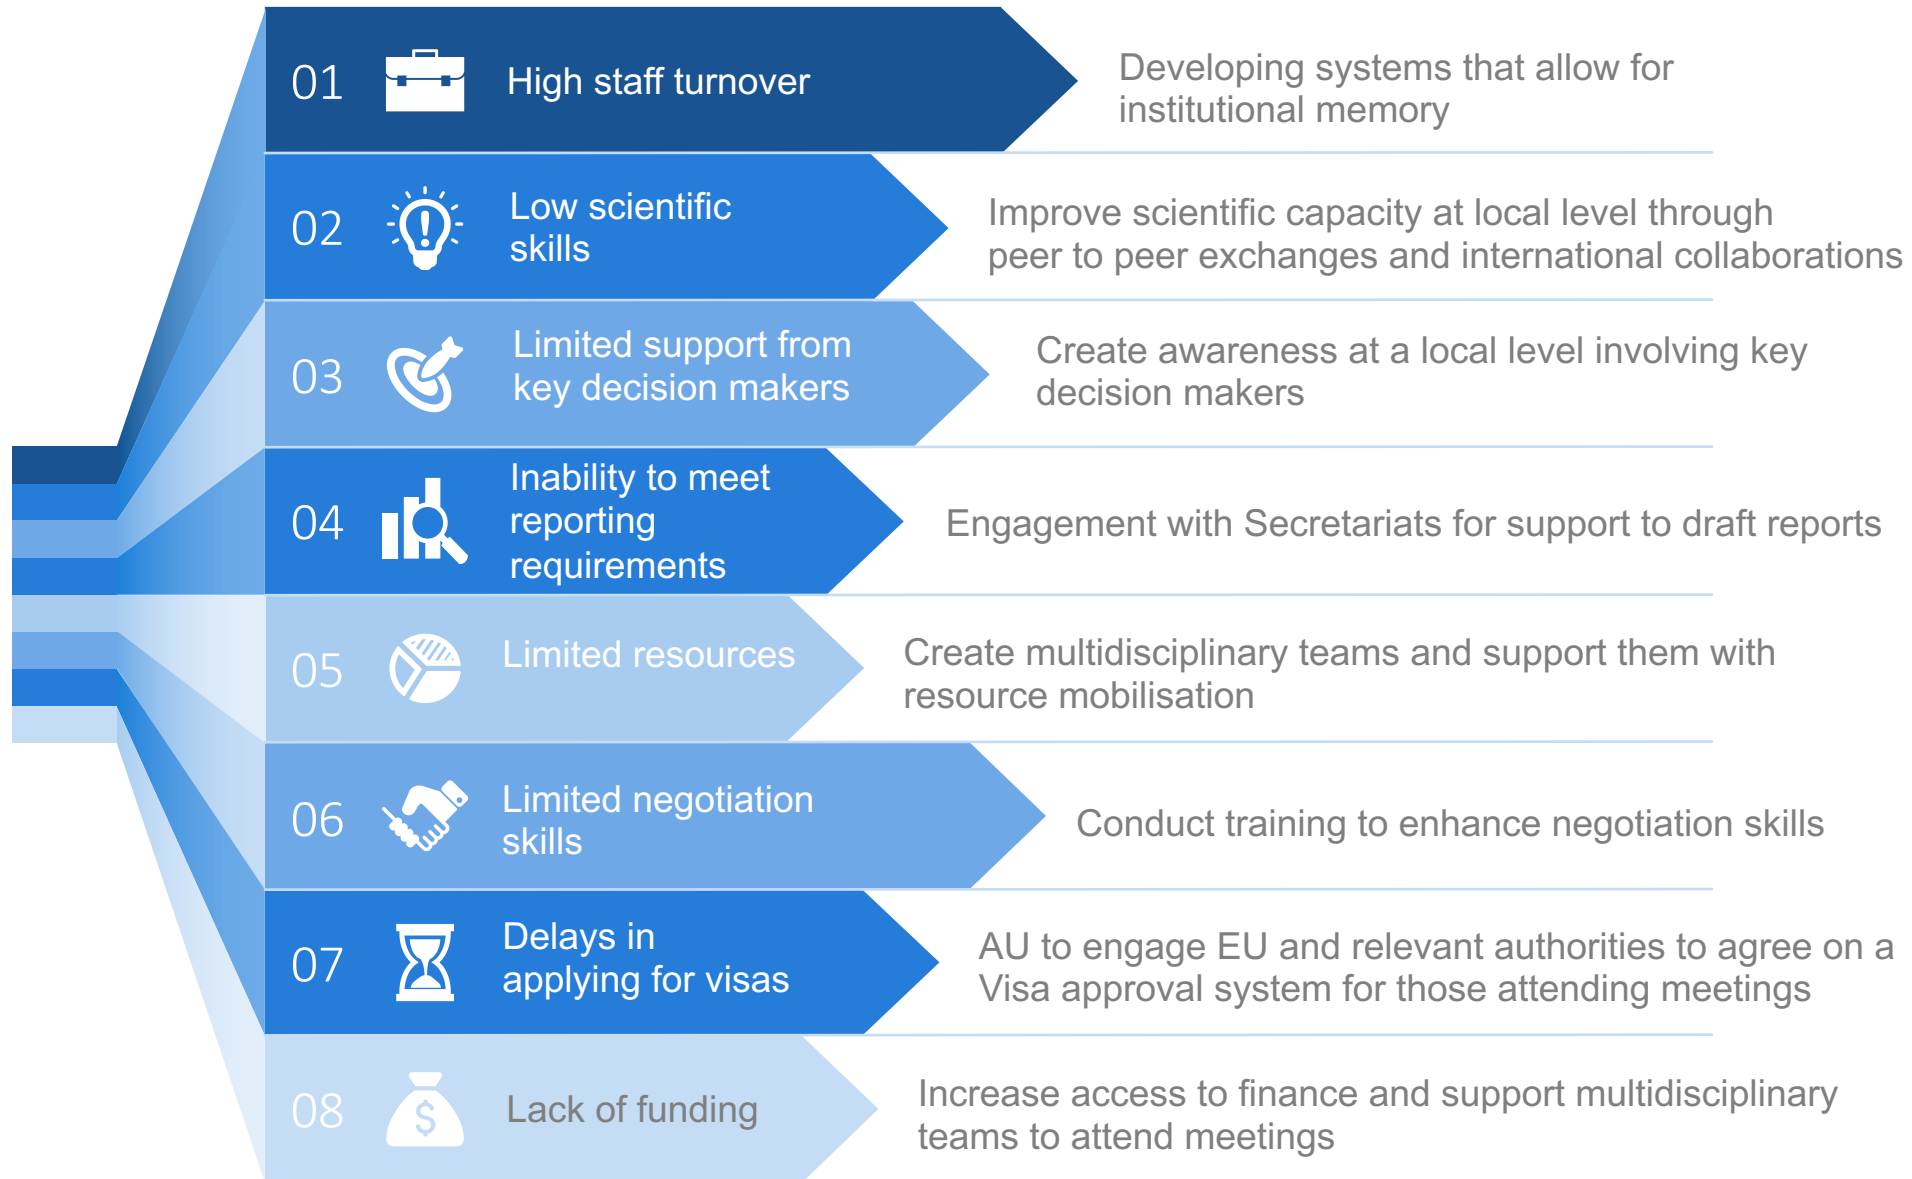 01
High staff turnover
Developing systems that allow for
institutional memory
02
Low scientific
skills
Improve scientific capacity at local level through
peer to peer exchanges and international collaborations
03
Limited support from
key decision makers
Create awareness at a local level involving key
decision makers
04
Inability to meet
reporting
requirements
Engagement with Secretariats for support to draft reports
05
Limited resources
Create multidisciplinary teams and support them with
resource mobilisation
06
Limited negotiation
skills
Conduct training to enhance negotiation skills
07
Delays in
applying for visas
AU to engage EU and relevant authorities to agree on a
Visa approval system for those attending meetings
08
$
Lack of funding
Increase access to finance and support multidisciplinary
teams to attend meetings